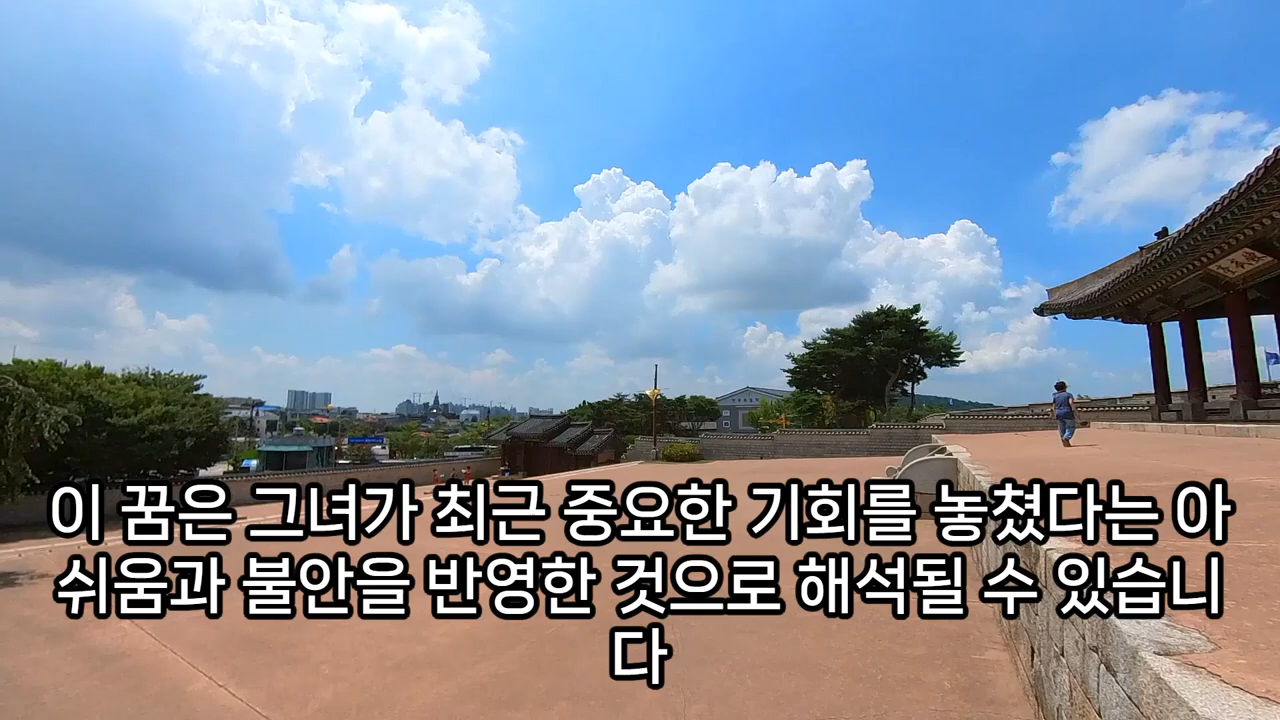 이 꿈은 그녀가 최근 중요한 기회를 놓쳤다는 아
쉬움과 불안을 반영한 것으로 해석될 수 있습니
다